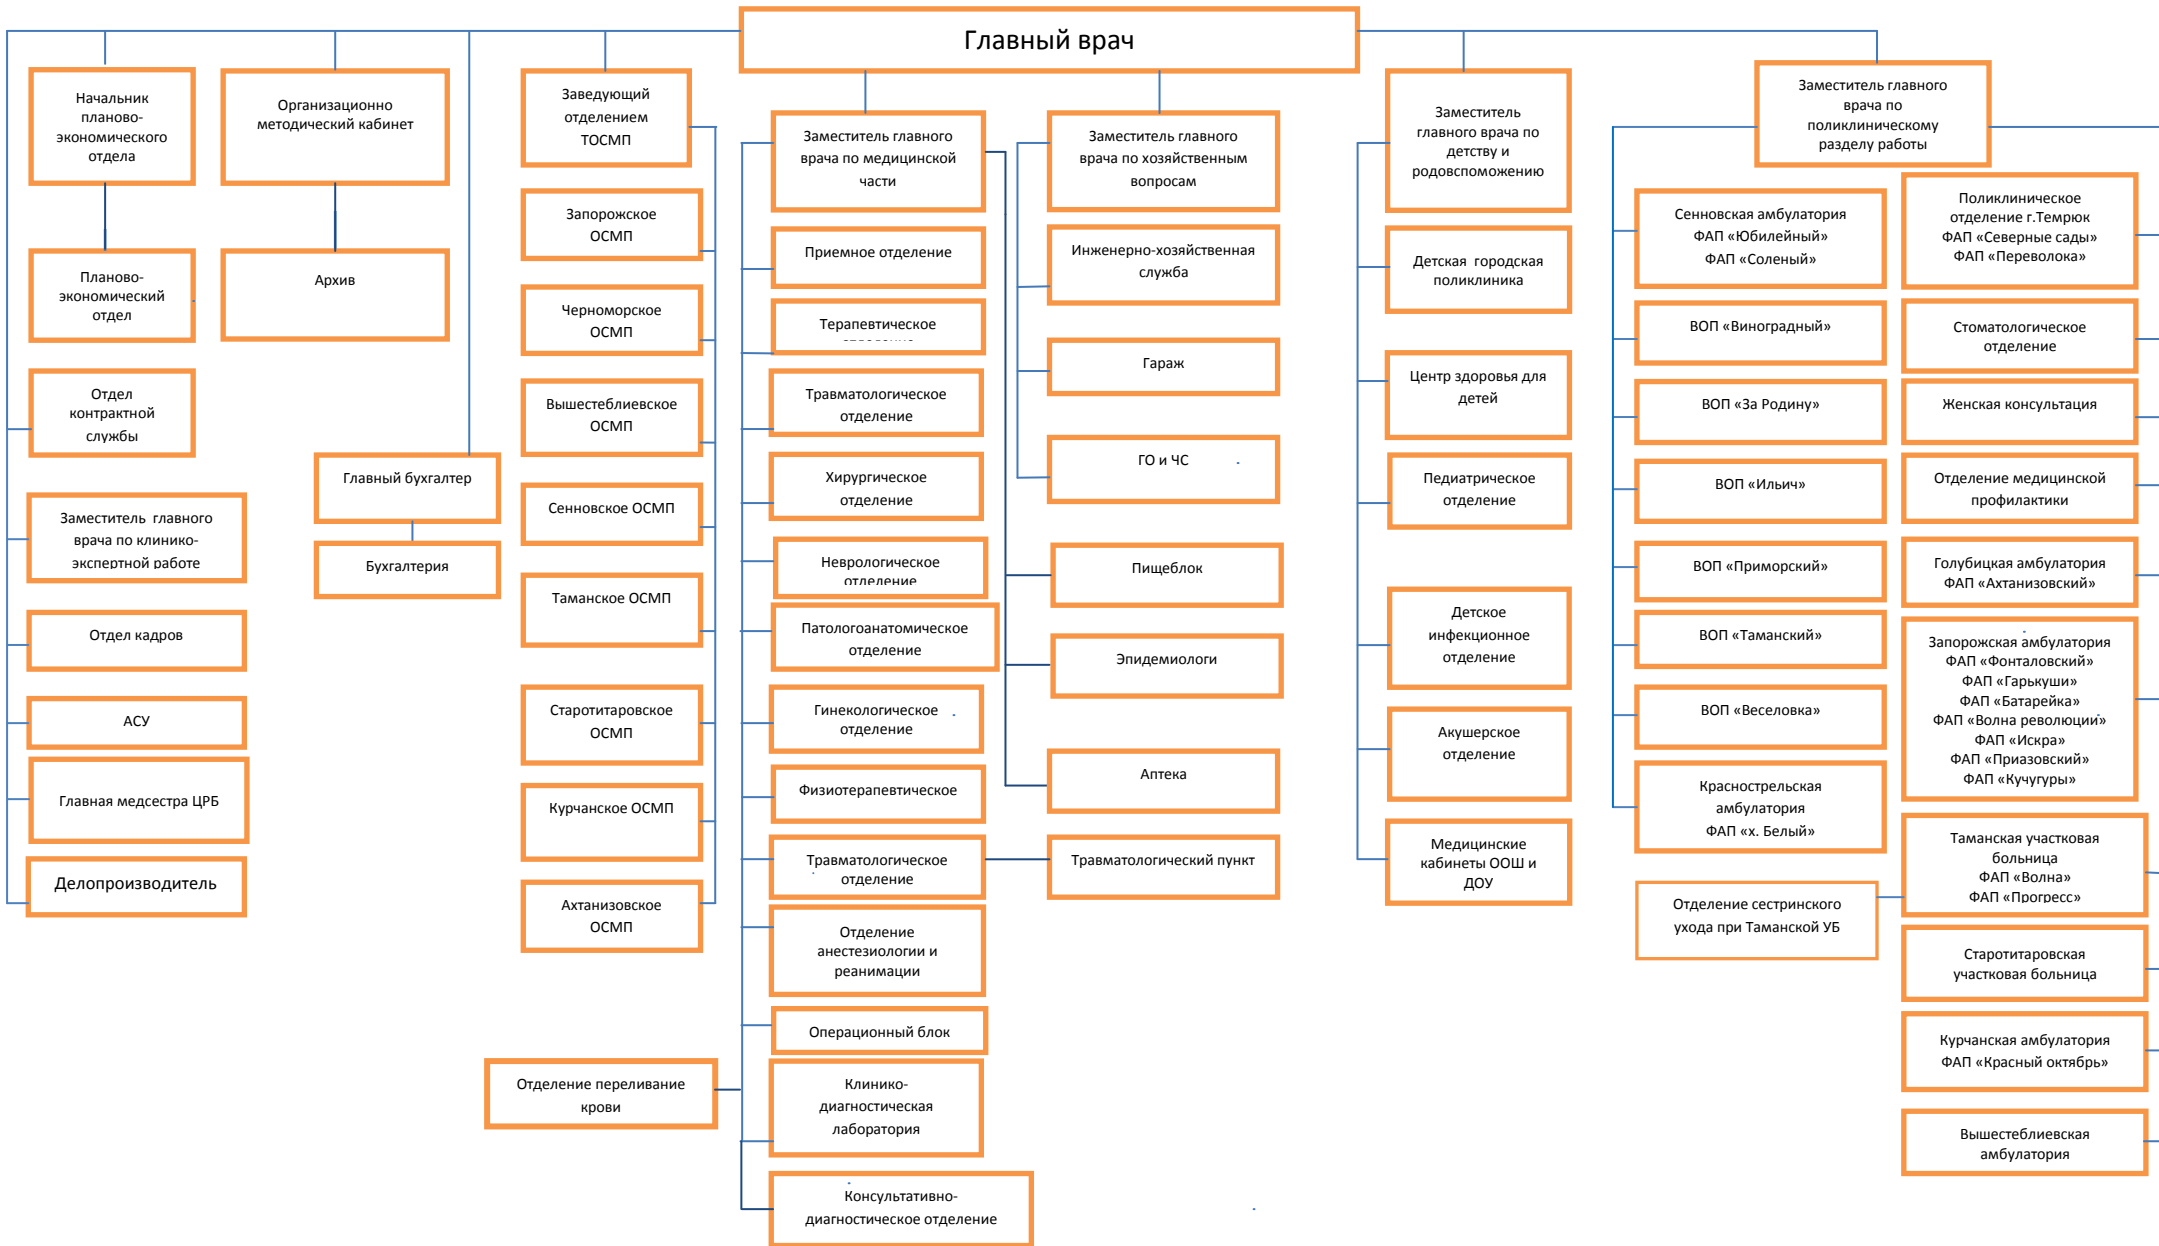 Главный врач
Начальник
планово-
экономического
отдела
Планово-
экономический
отдел
Отдел
контрактной
службы
Заместитель главного
врача по клинико-
экспертной работе
Отдел кадров
АСУ
Главная медсестра ЦРБ
Делопроизводитель
Организационно
методический кабинет
Архив
Главный бухгалтер
Бухгалтерия
Заведующий
отделением
ТОСМП
Запорожское
ОСМП
Черноморское
ОСМП
Вышестеблиевское
ОСМП
Сенновское ОСМП
Таманское ОСМП
Старотитаровское
ОСМП
Курчанское ОСМП
Ахтанизовское
ОСМП
Отделение переливание
крови
Заместитель главного
врача по медицинской
части
Приемное отделение
Терапевтическое
Травматологическое
отделение
Хирургическое
отделение
Неврологическое
отделение
Патологоанатомическое
отделение
Гинекологическое
отделение
Физиотерапевтическое
Травматологическое
отделение
Отделение
анестезиологии и
реанимации
Операционный блок
Клинико-
диагностическая
лаборатория
Консультативно-
диагностическое отделение
Заместитель главного
врача по хозяйственным
вопросам
Инженерно-хозяйственная
служба
Гараж
ГО и ЧС
Пищеблок
Эпидемиологи
Аптека
Травматологический пункт
Заместитель
главного врача по
детству и
родовспоможению
Детская городская
поликлиника
Центр здоровья для
детей
Педиатрическое
отделение
Детское
инфекционное
отделение
Акушерское
отделение
Медицинские
кабинеты ООШ и
ДОУ
Заместитель главного
врача по
поликлиническому
разделу работы
Сенновская амбулатория
ФАП «Юбилейный»
ФАП «Соленый»
ВОП «Виноградный»
ВОП «За Родину»
ВОП «Ильич»
ВОП «Приморский»
ВОП «Таманский»
ВОП «Веселовка»
Краснострельская
амбулатория
ФАП «х. Белый»
Отделение сестринского
ухода при Таманской УБ
Поликлиническое
отделение г.Темрюк
ФАП «Северные сады»
ФАП «Переволока»
Стоматологическое
отделение
Женская консультация
Отделение медицинской
профилактики
Голубицкая амбулатория
ФАП «Ахтанизовский»
Запорожская амбулатория
ФАП «Фонталовский»
ФАП «Гарькуши»
ФАП «Батарейка»
ФАП «Волна революции»
ФАП «Искра»
ФАП «Приазовский»
ФАП «Кучугуры»
Таманская участковая
больница
ФАП «Волна»
ФАП «Прогресс»
Старотитаровская
участковая больница
Курчанская амбулатория
ФАП «Красный октябрь»
Вышестеблиевская
амбулатория